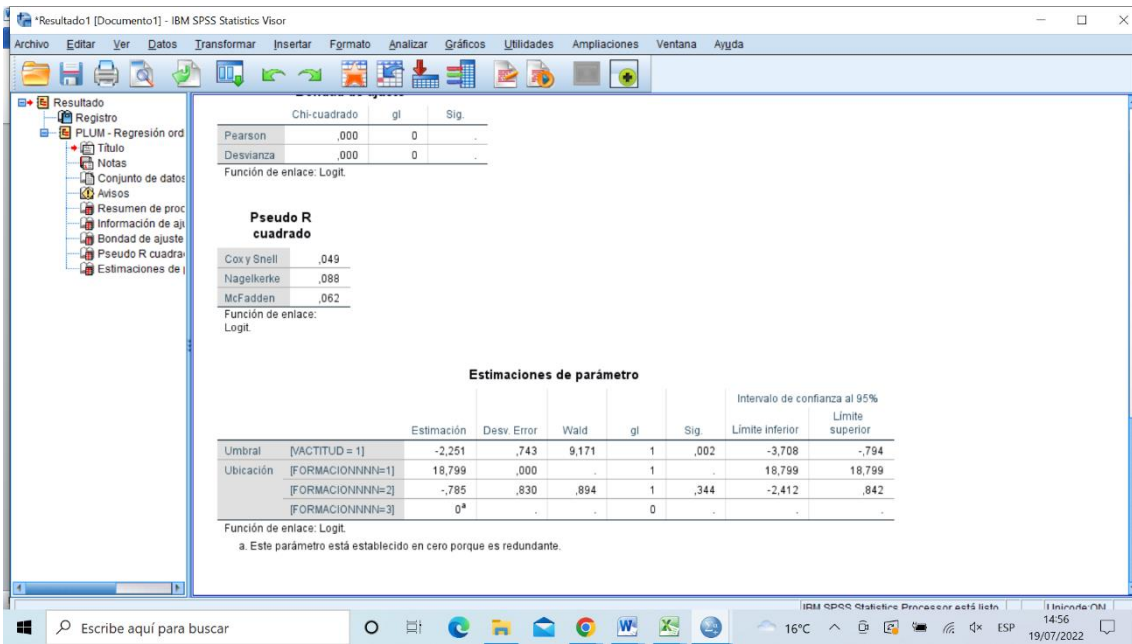 *Resultado1 [Documento1] - IBM SPSS Statistics Visor
Archivo Editar Ver Datos Transformar Insertar Formato Analizar Gráficos Utilidades Ampliaciones Ventana Ayuda
Resultado
Registro
PLUM - Regresión ord
Título
Notas
Conjunto de datos
Avisos
Resumen de proc
Información de aju
Bondad de ajuste
Pseudo R cuadra
Estimaciones de
Chi-cuadrado gl Sig.
Pearson ,000 0 .
Desvianza ,000 0 .
Función de enlace: Logit.
Pseudo R
cuadrado
Cox y Snell ,049
Nagelkerke ,088
McFadden ,062
Función de enlace:
Logit.
Estimaciones de parámetro
Intervalo de confianza al 95%
Estimación Desv. Error Wald gl Sig. Límite inferior Límite superior
Umbral [VACTITUD = 1] -2,251 ,743 9,171 1 ,002 -3,708 -,794
Ubicación [FORMACIONNNN=1] 18,799 ,000 . 1 . 18,799 18,799
[FORMACIONNNN=2] -,785 ,830 ,894 1 ,344 -2,412 ,842
[FORMACIONNNN=3] 0ª . . 0 . . .
Función de enlace: Logit.
a. Este parámetro está establecido en cero porque es redundante.
IBM SPSS Statistics Processor está listo Unicode:ON
Escribe aquí para buscar
16°C
ESP
14:56
19/07/2022